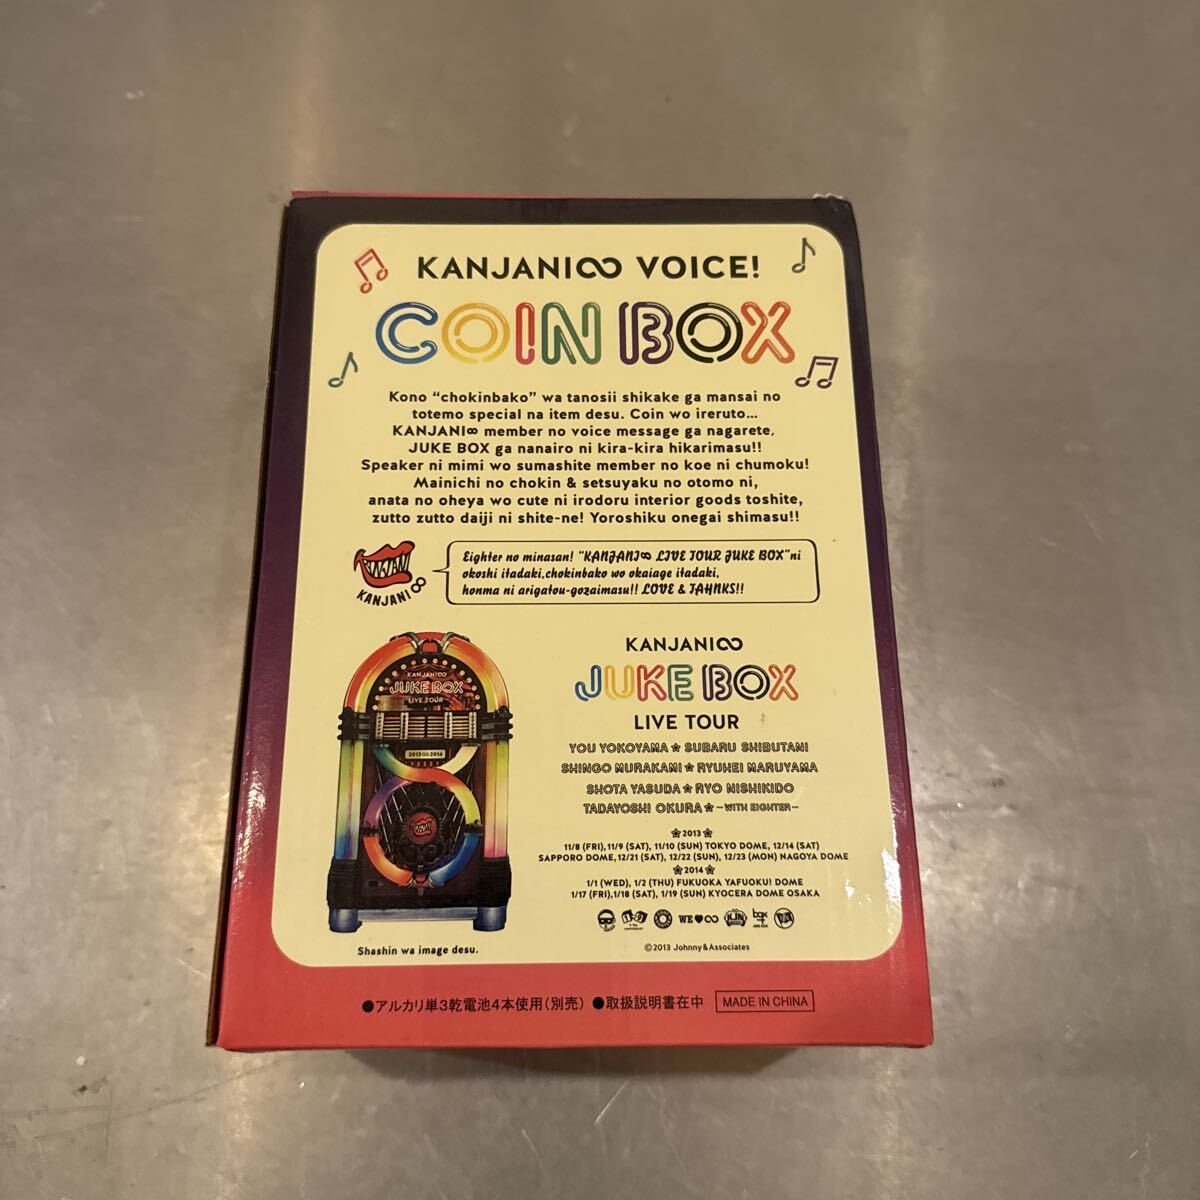 KANJANI∞ VOICE!
COIN BOX
Kono “chokinbako” wa tanosii shikake ga mansai no
totemo special na item desu. Coin wo ireruto...
KANJANI∞ member no voice message ga nagarete,
JUKE BOX ga nanairo ni kira-kira hikarimasu!!
Speaker ni mimi wo sumashite member no koe ni chumoku!
Mainichi no chokin & setsuyaku no otomo ni,
anata no oheya wo cute ni irodoru interior goods toshite,
zutto zutto daiji ni shite-ne! Yoroshiku onegai shimasu!!
KANJANI
KANJANI∞
Eighter no minasan! “KANJANI∞ LIVE TOUR JUKE BOX”ni
okoshi itadaki,chokinbako wo okaiage itadaki,
honma ni arigatou-gozaimasu!! LOVE & TAHNKS!!
KANJANI∞
JUKE BOX
LIVE TOUR
2013∞2014
Shashin wa image desu.
KANJANI∞
JUKE BOX
LIVE TOUR
YOU YOKOYAMA ★ SUBARU SHIBUTANI
SHINGO MURAKAMI ★ RYUHEI MARUYAMA
SHOTA YASUDA ★ RYO NISHIKIDO
TADAYOSHI OKURA ★ ~WITH EIGHTER~
★2013★
11/8 (FRI),11/9 (SAT), 11/10 (SUN) TOKYO DOME, 12/14 (SAT)
SAPPORO DOME,12/21 (SAT), 12/22 (SUN), 12/23 (MON) NAGOYA DOME
★2014★
1/1 (WED), 1/2 (THU) FUKUOKA YAFUOKU! DOME
1/17 (FRI),1/18 (SAT), 1/19 (SUN) KYOCERA DOME OSAKA
WE♥∞
©2013 Johnny&Associates
●アルカリ単3乾電池4本使用(別売) ●取扱説明書在中 MADE IN CHINA